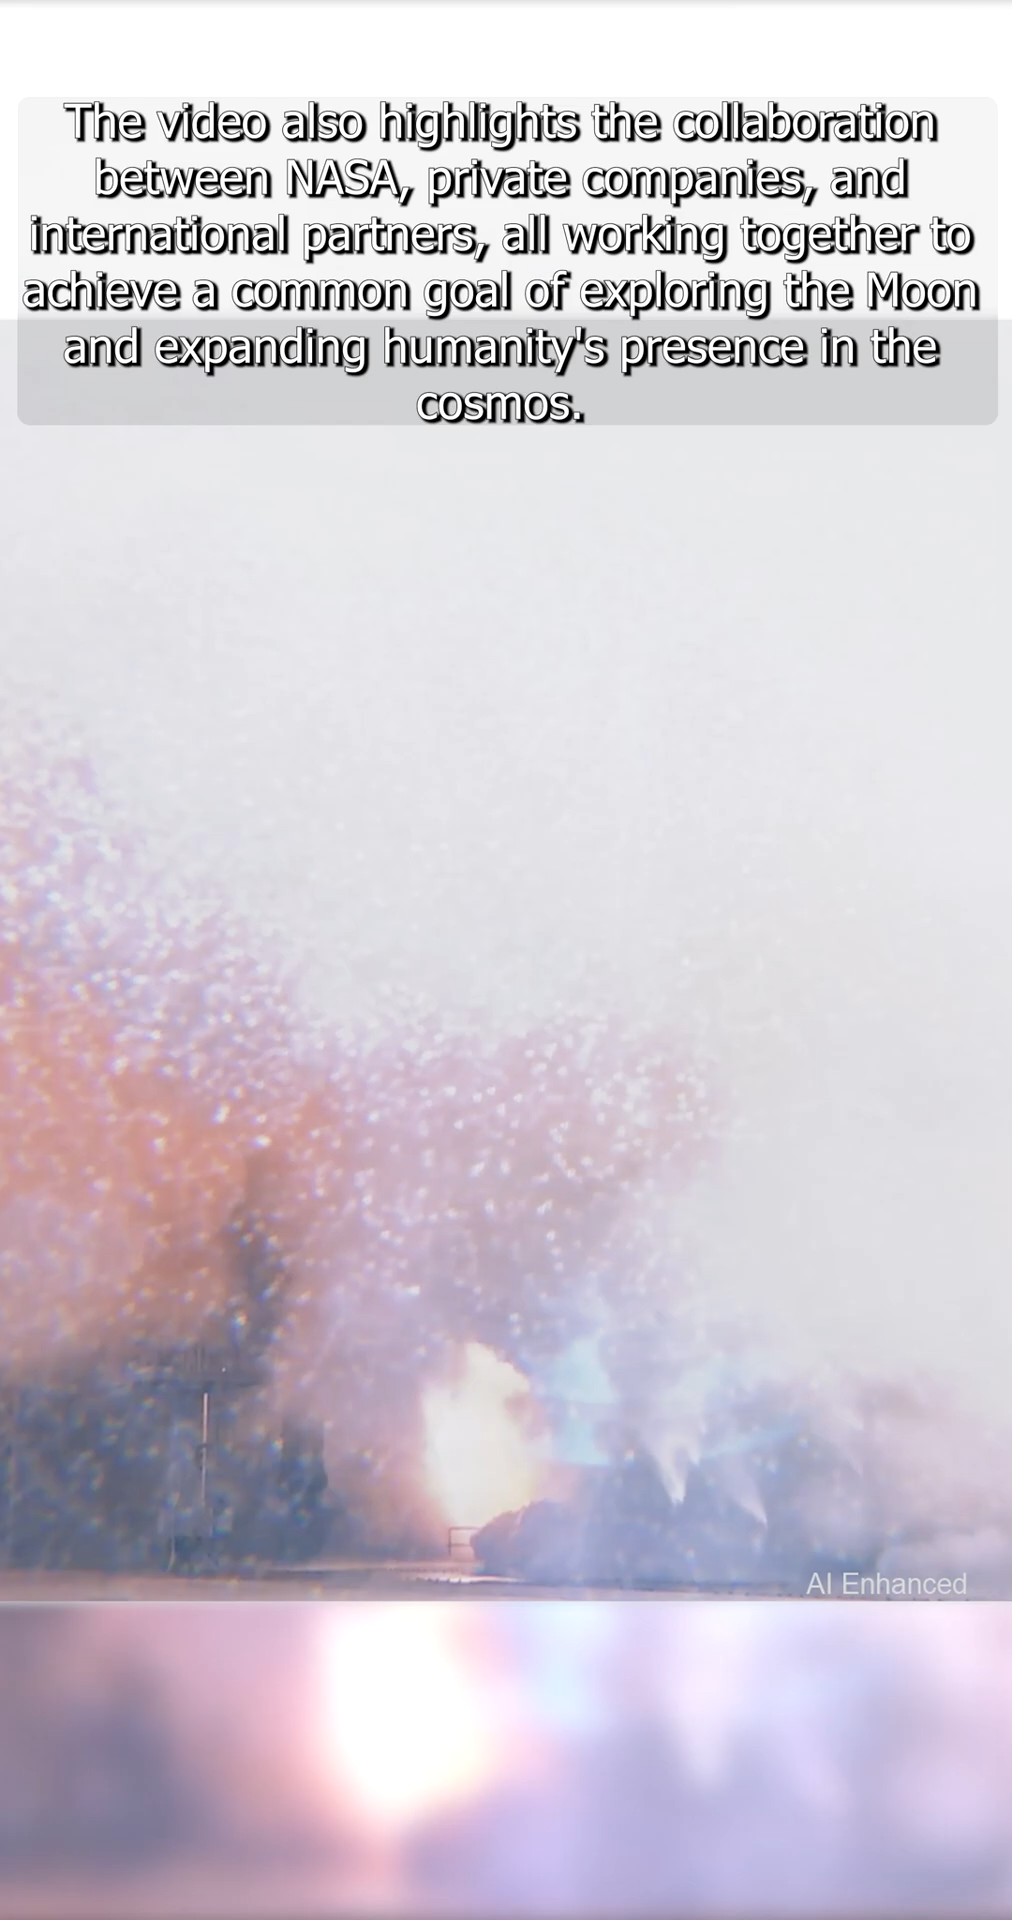 The video also highlights the collaboration
between NASA, private companies, and
international partners, all working together to
achieve a common goal of exploring the Moon
and expanding humanity's presence in the
cosmos.
AI Enhanced